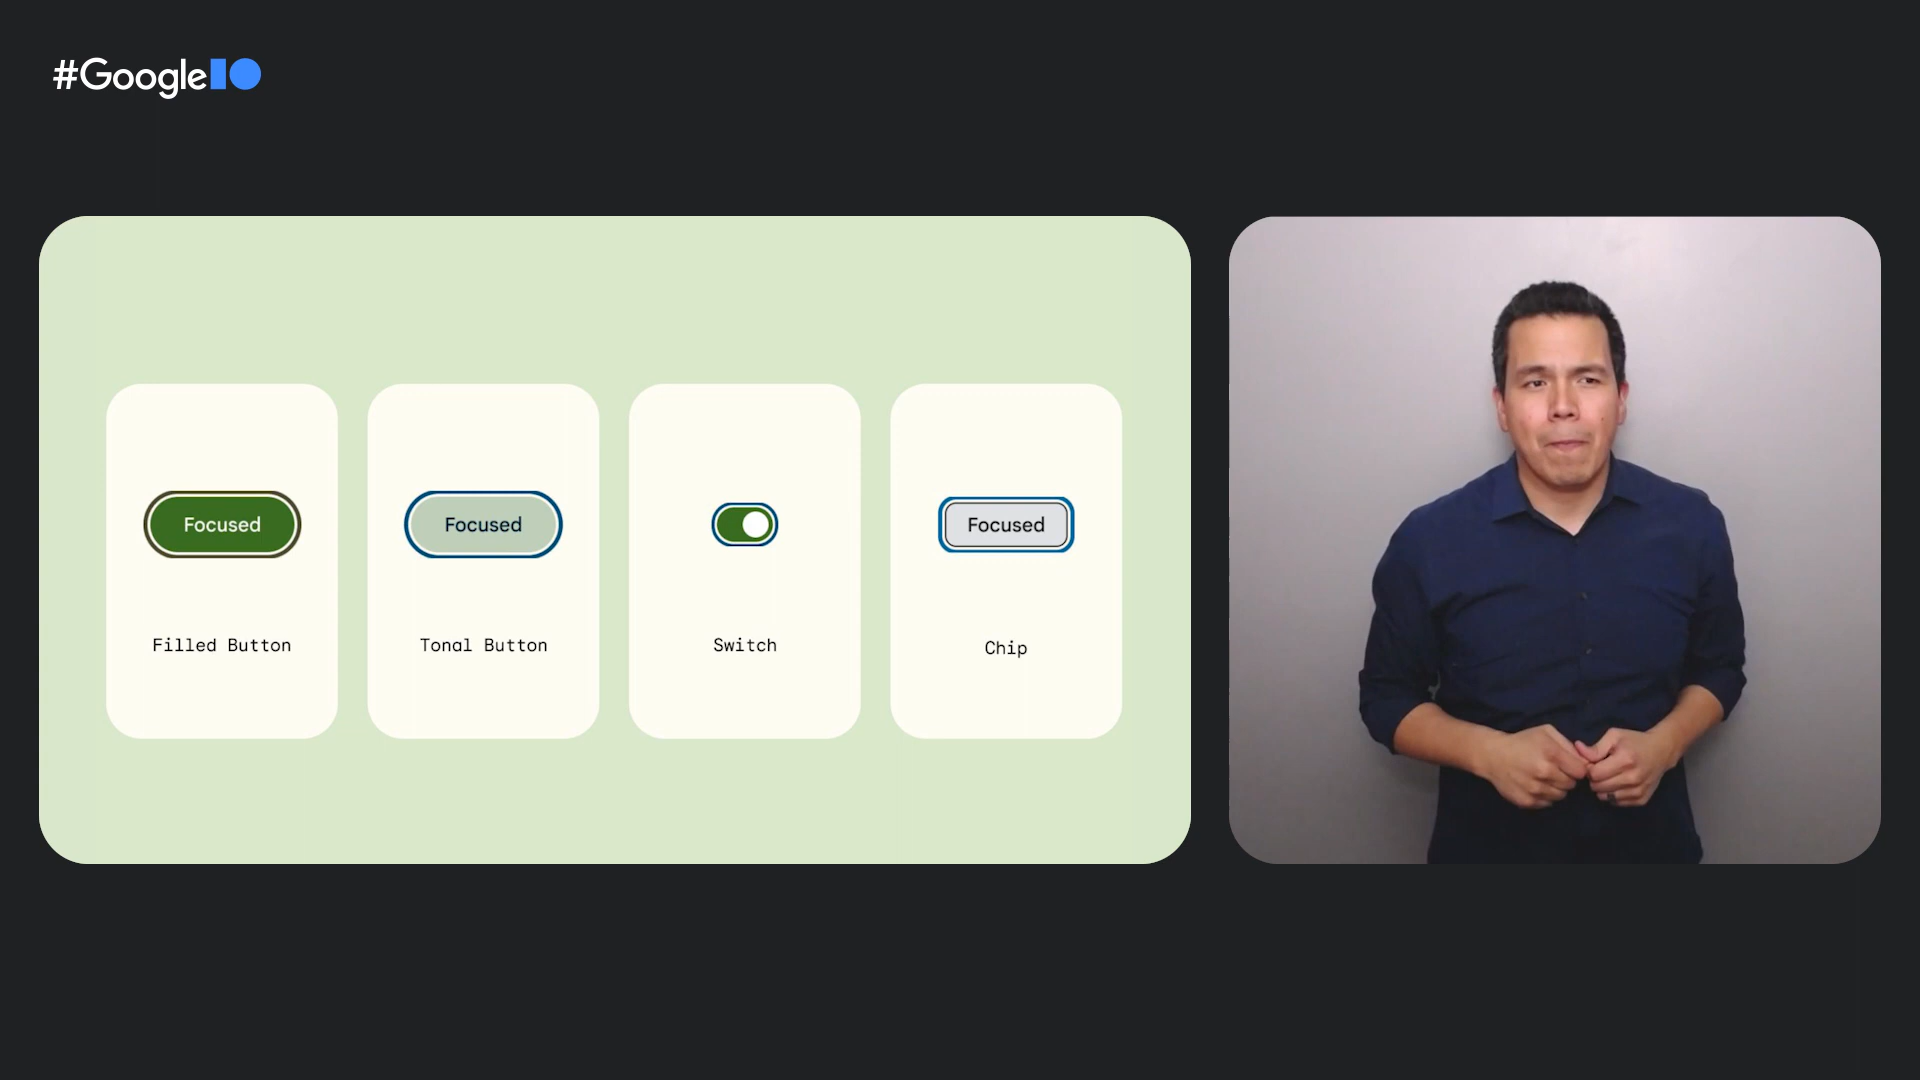 #GoogleIO
Focused
Focused
Focused
Filled Button
Tonal Button
Switch
Chip